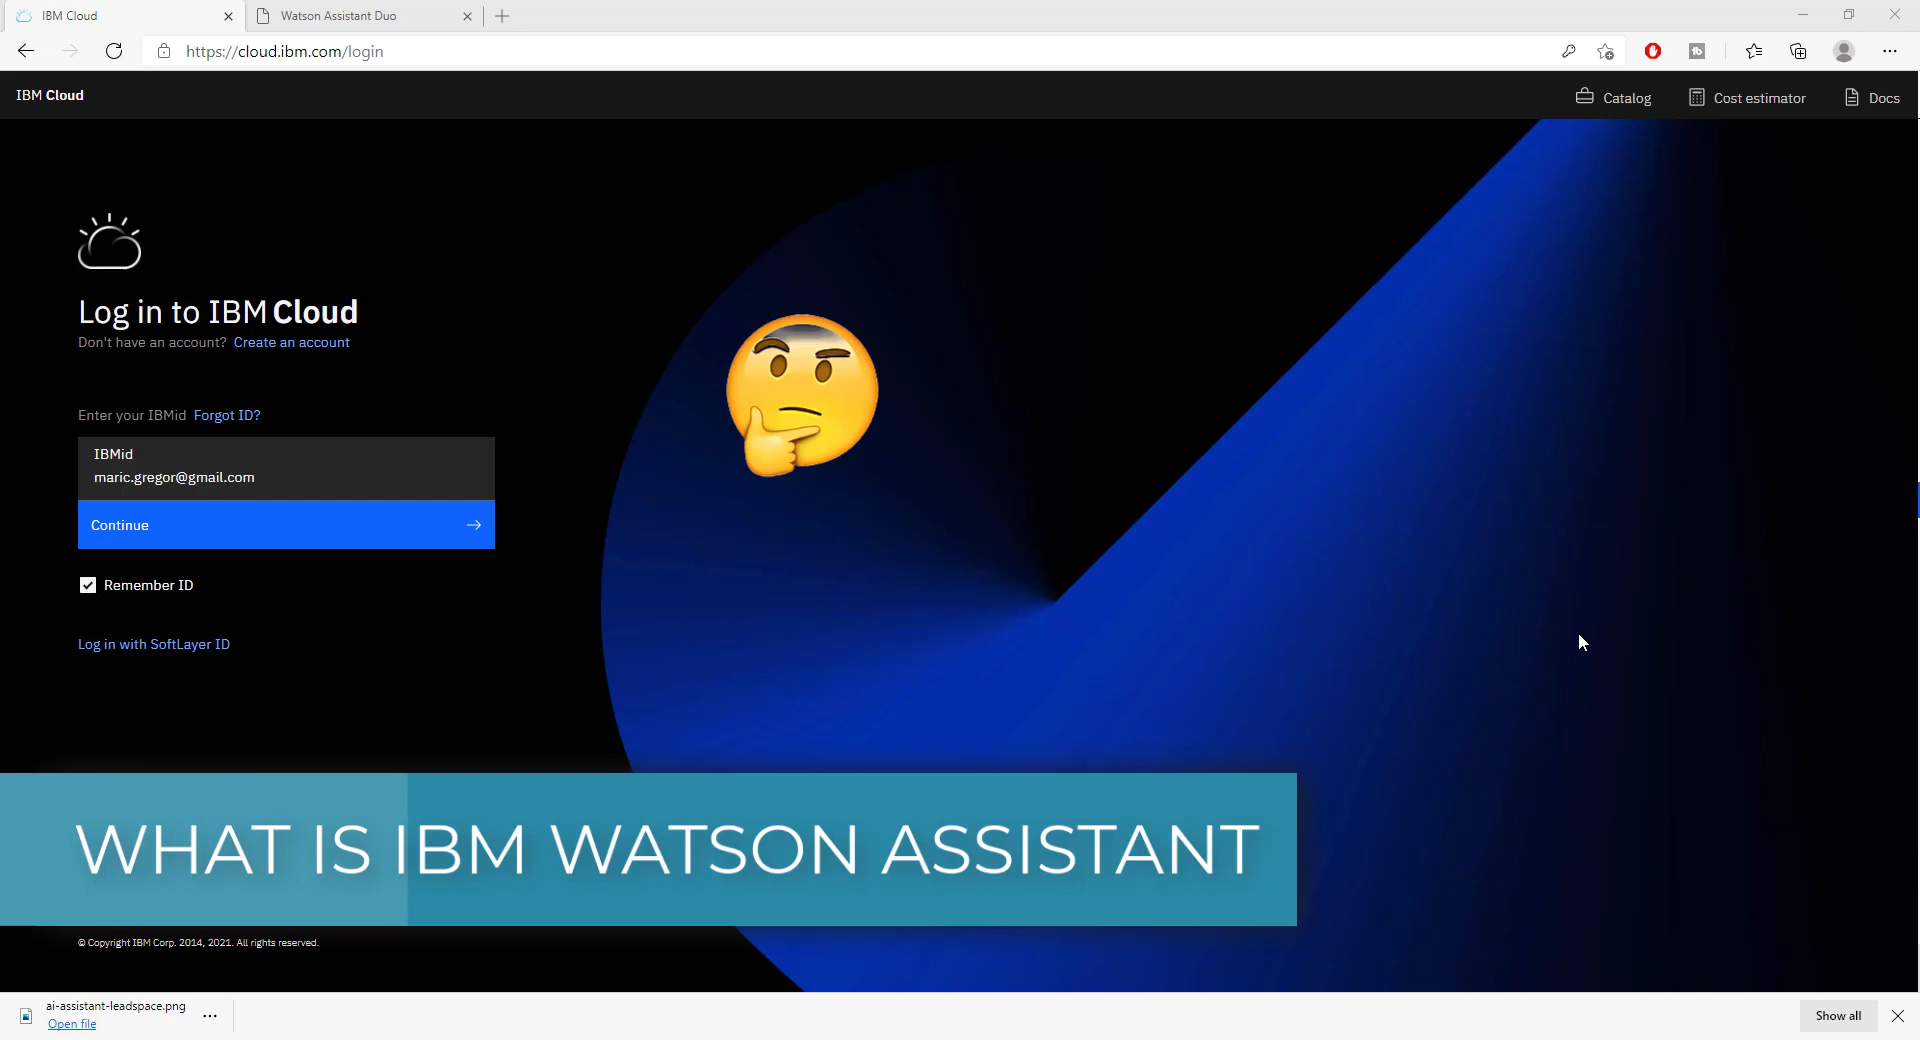 IBM Cloud
Watson Assistant Duo
https://cloud.ibm.com/login
IBM Cloud
Catalog
Cost estimator
Docs
Log in to IBM Cloud
Don't have an account? Create an account
Enter your IBMid Forgot ID?
IBMid
maric.gregor@gmail.com
Continue
Remember ID
Log in with SoftLayer ID
WHAT IS IBM WATSON ASSISTANT
© Copyright IBM Corp. 2014, 2021. All rights reserved.
ai-assistant-leadspace.png
Open file
Show all